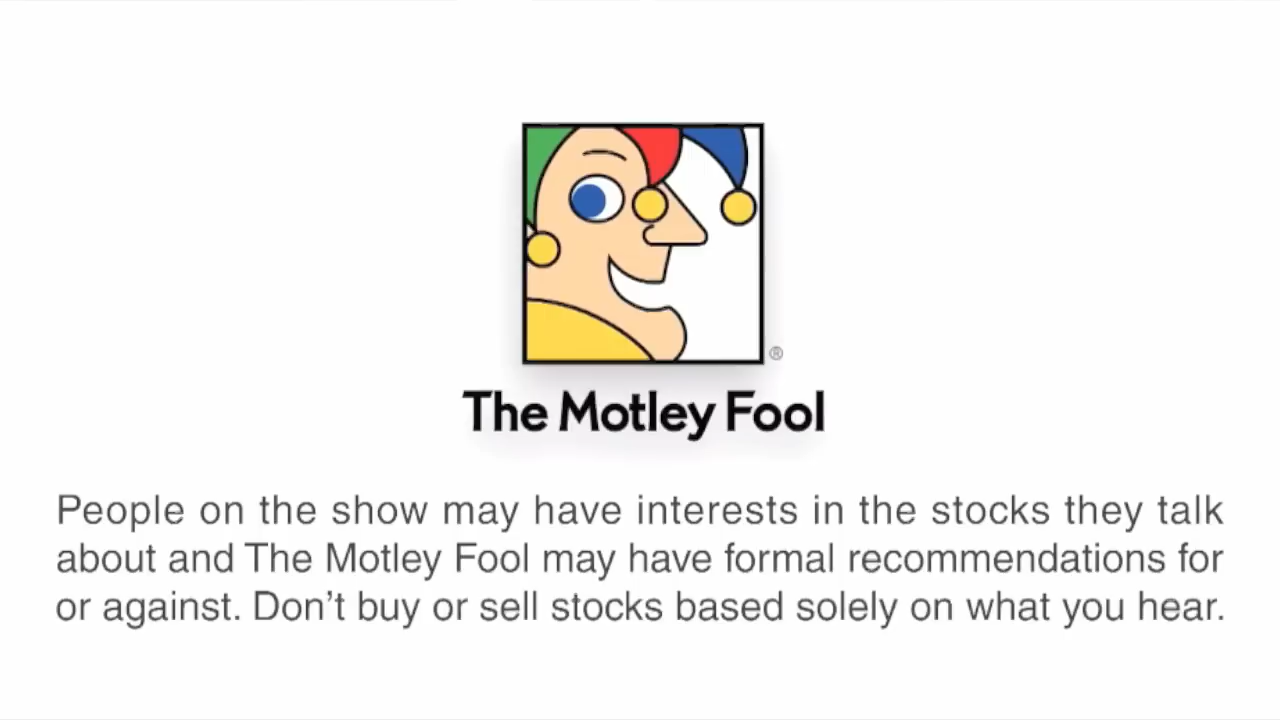 ®
The Motley Fool
People on the show may have interests in the stocks they talk
about and The Motley Fool may have formal recommendations for
or against. Don’t buy or sell stocks based solely on what you hear.